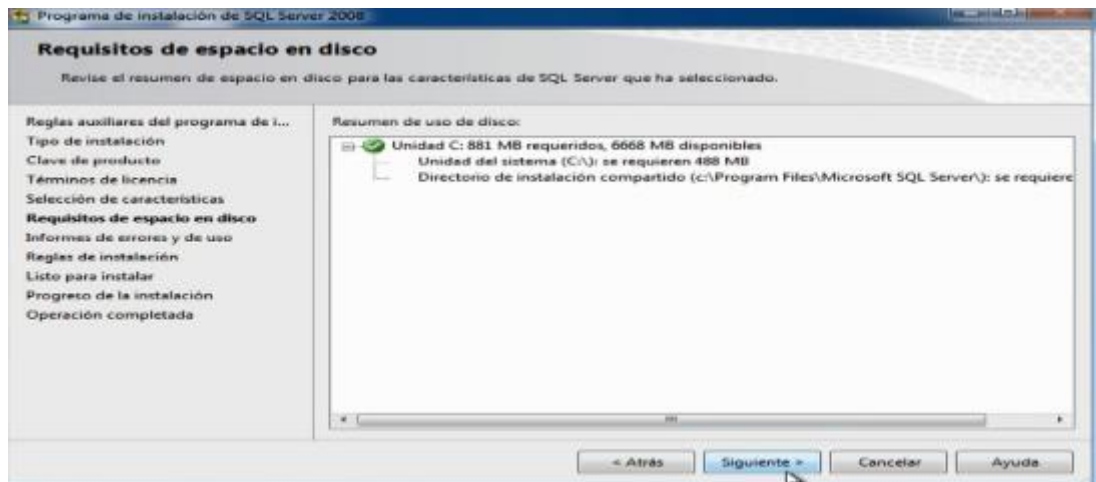 Programa de instalación de SQL Server 2008
Requisitos de espacio en disco
Revise el resumen de espacio en disco para las características de SQL Server que ha seleccionado.
Reglas auxiliares del programa de i...
Tipo de instalación
Clave de producto
Términos de licencia
Selección de características
Requisitos de espacio en disco
Informes de errores y de uso
Reglas de instalación
Listo para instalar
Progreso de la instalación
Operación completada
Resumen de uso de disco:
Unidad C: 881 MB requeridos, 6668 MB disponibles
Unidad del sistema (C:\): se requieren 488 MB
Directorio de instalación compartido (c:\Program Files\Microsoft SQL Server\): se requiere
< Atrás Siguiente > Cancelar Ayuda